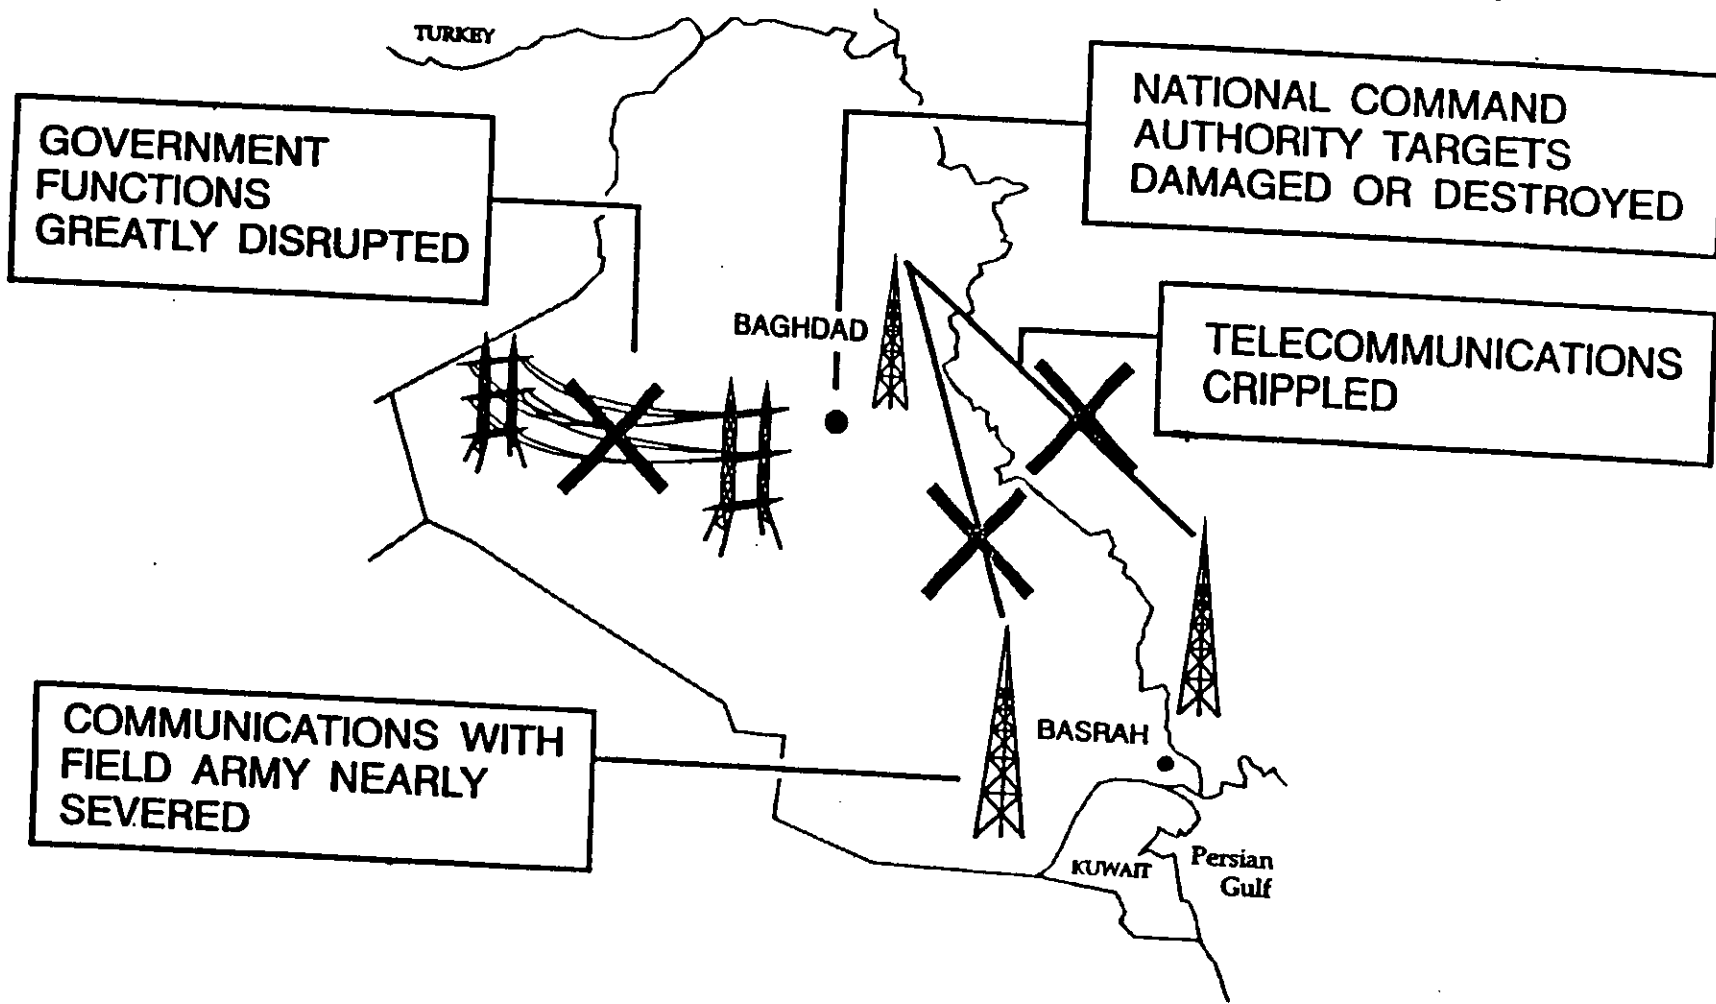 TURKEY
GOVERNMENT
FUNCTIONS
GREATLY DISRUPTED
NATIONAL COMMAND
AUTHORITY TARGETS
DAMAGED OR DESTROYED
BAGHDAD
TELECOMMUNICATIONS
CRIPPLED
COMMUNICATIONS WITH
FIELD ARMY NEARLY
SEVERED
BASRAH
KUWAIT
Persian
Gulf